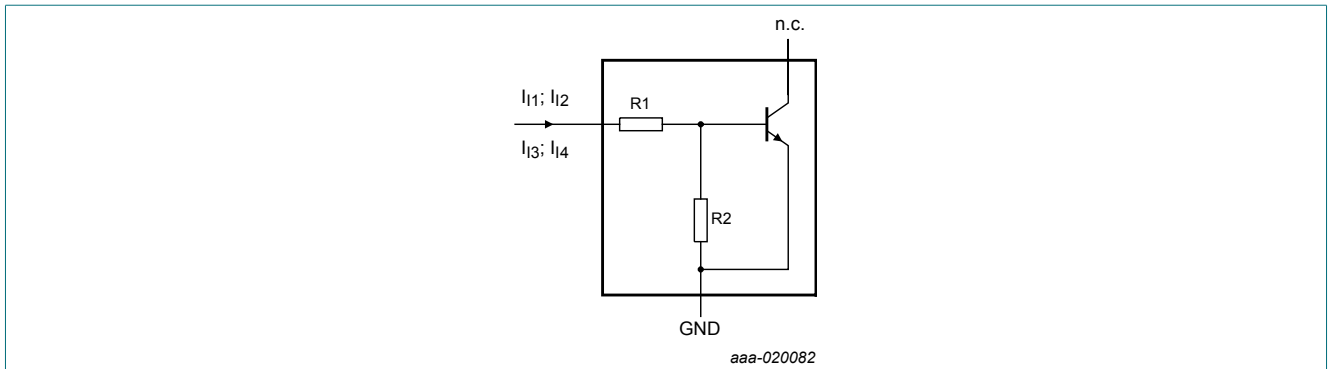 n.c.
I_I1; I_I2
R1
I_I3; I_I4
R2
GND
aaa-020082